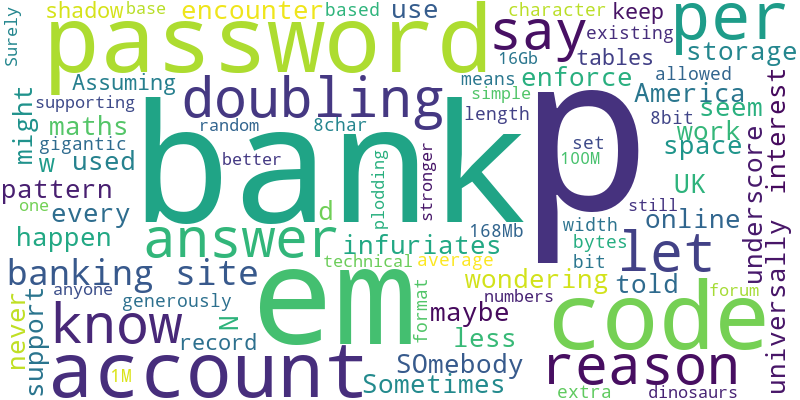 Surely
shadow
base
encounter
based
use
character
keep
per
password
say
existing
16Gb
tables
storage
Assuming
doubling
means
enforce
allowed
might
supporting
random
8char
simple
length
America
8bit
seem
maths
gigantic
better
bank
p
set
100M
work
space
interest
w
used
plodding
stronger
pattern
one
every
d
answer
168Mb
width
still
UK
online
underscore
happen
infuriates
let
bytes
bit
banking site
technical
average
wondering
told
universally
never
anyone
generously
em
format
maybe
numbers
code
forum
support
know
N
record
less
1M
account
SOmebody
Sometimes
reason
extra
dinosaurs